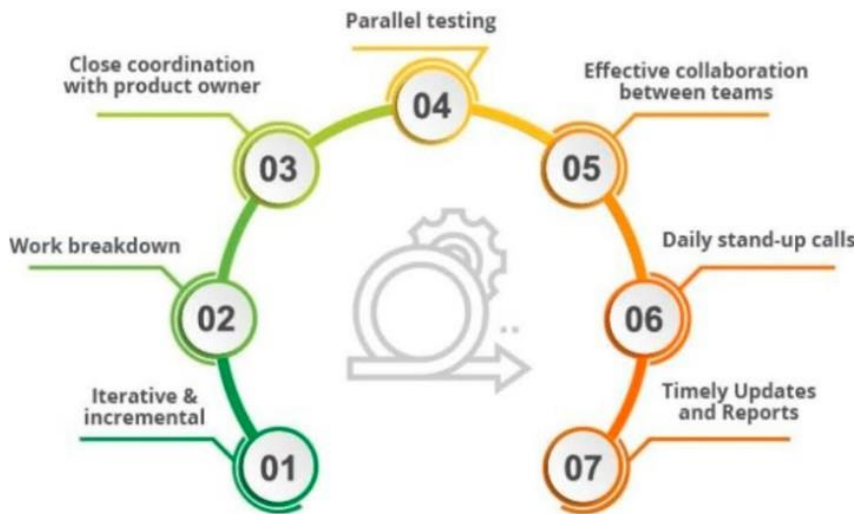 Parallel testing
04
Close coordination
with product owner
03
Effective collaboration
between teams
05
Work breakdown
02
Daily stand-up calls
06
Iterative &
incremental
01
Timely Updates
and Reports
07